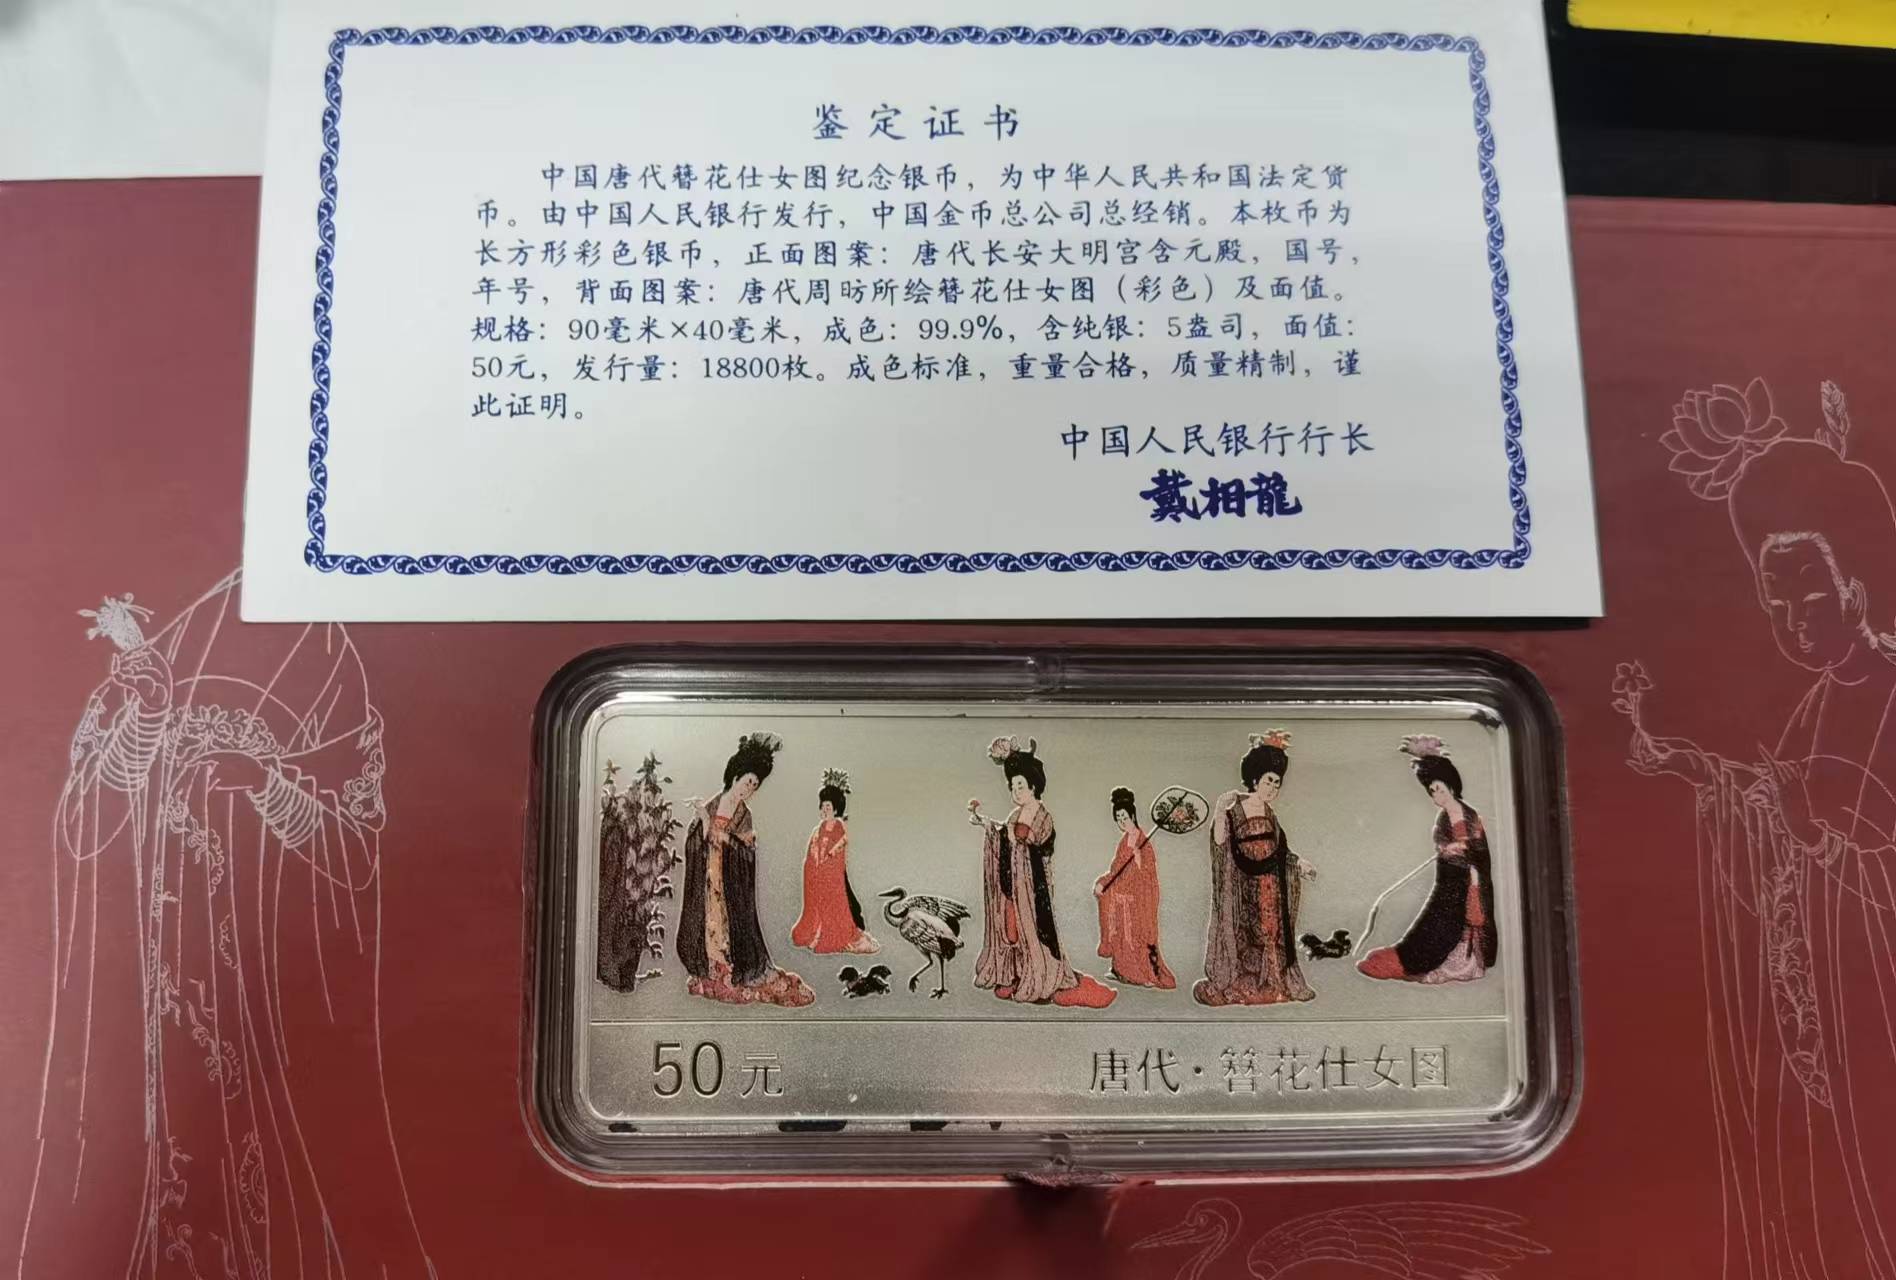 鉴定证书
中国唐代簪花仕女图纪念银币，为中华人民共和国法定货
币。由中国人民银行发行，中国金币总公司总经销。本枚币为
长方形彩色银币，正面图案：唐代长安大明宫含元殿，国号，
年号，背面图案：唐代周昉所绘簪花仕女图（彩色）及面值。
规格：90毫米×40毫米，成色：99.9%，含纯银：5盎司，面值：
50元，发行量：18800枚。成色标准，重量合格，质量精制，谨
此证明。
中国人民银行行长
戴相龍
50元
唐代·簪花仕女图